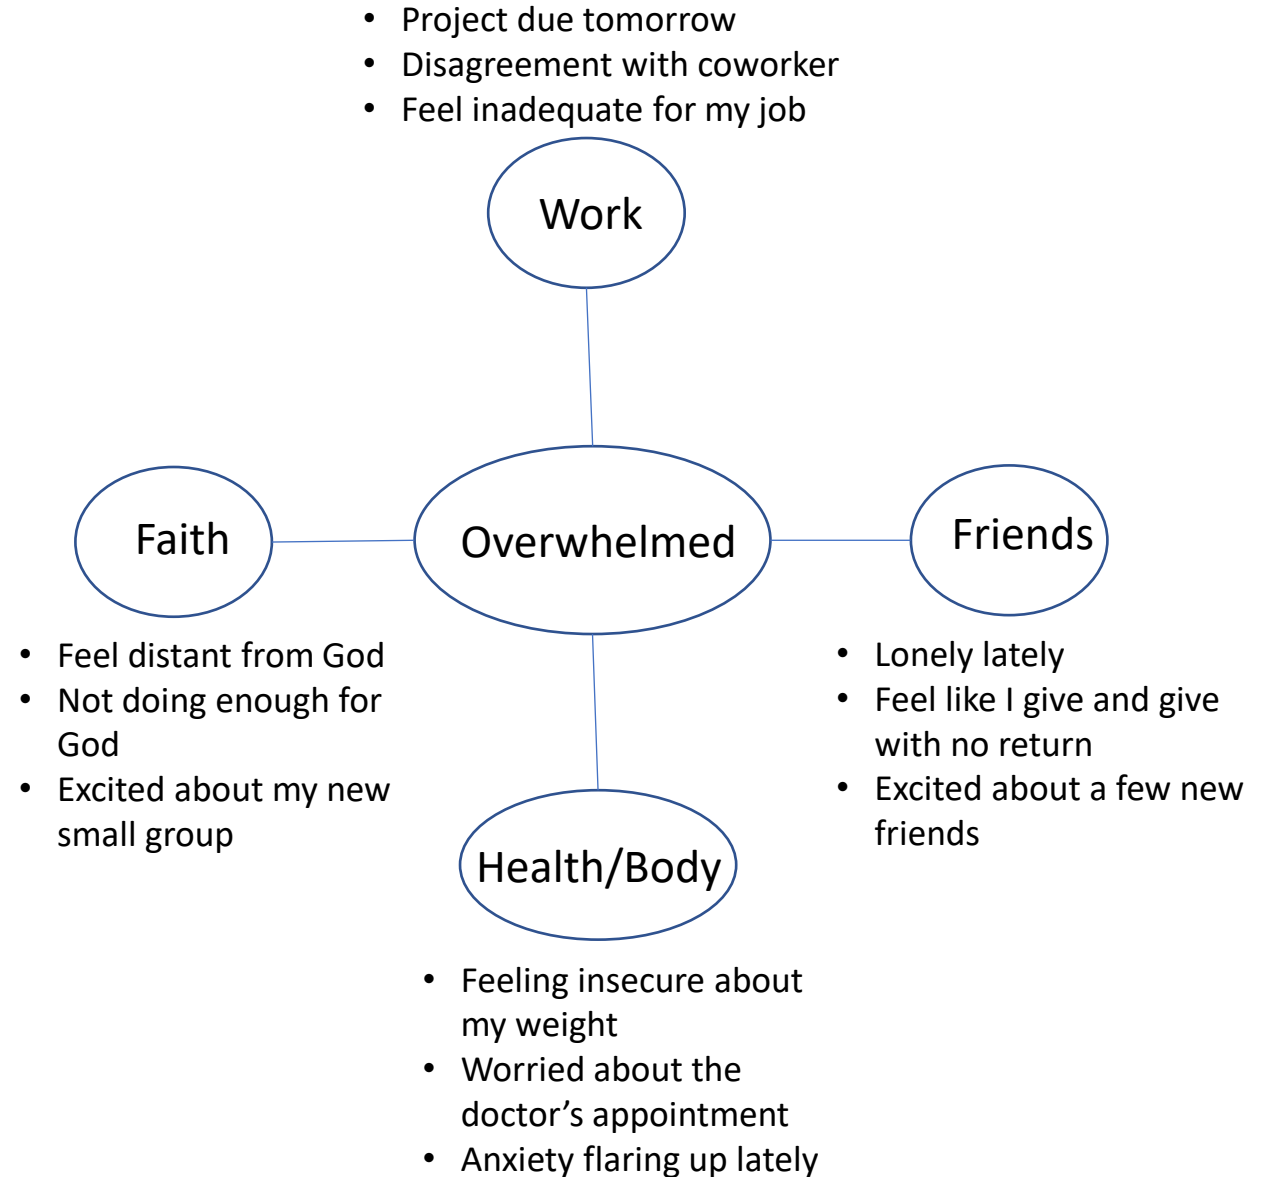 • Project due tomorrow
• Disagreement with coworker
• Feel inadequate for my job
Work
Faith
Overwhelmed
Friends
• Feel distant from God
• Not doing enough for
God
• Excited about my new
small group
• Lonely lately
• Feel like I give and give
with no return
• Excited about a few new
friends
Health/Body
• Feeling insecure about
my weight
• Worried about the
doctor’s appointment
• Anxiety flaring up lately